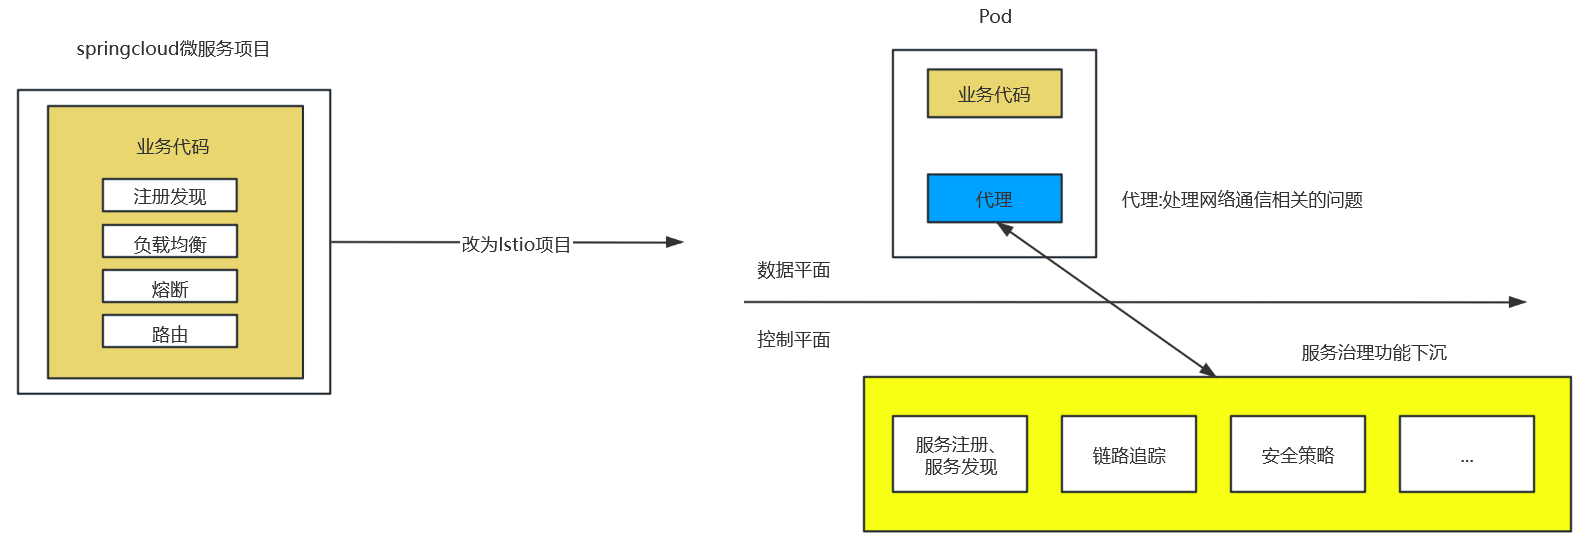 springcloud微服务项目
业务代码
注册发现
负载均衡
熔断
路由
改为Istio项目
Pod
业务代码
代理
代理:处理网络通信相关的问题
数据平面
控制平面
服务治理功能下沉
服务注册、
服务发现
链路追踪
安全策略
...